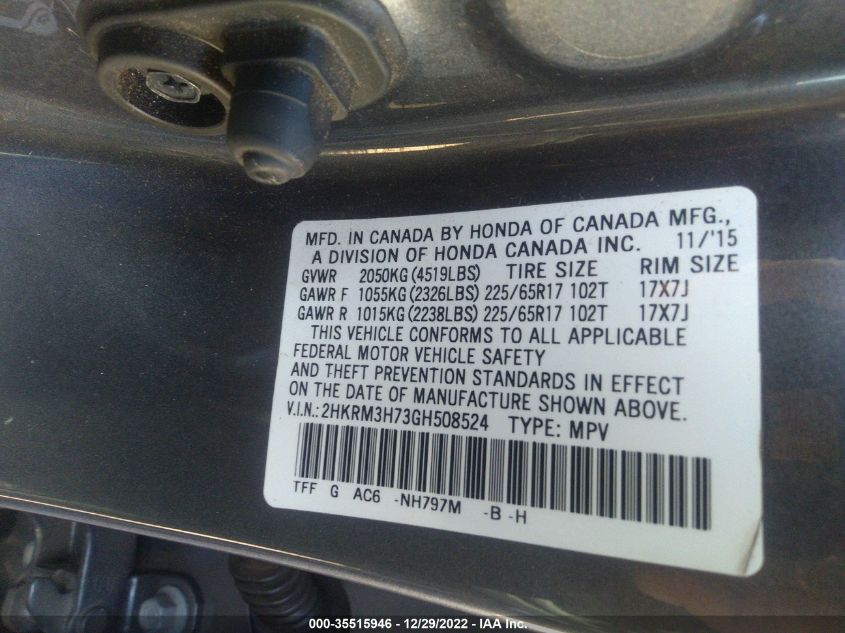 MFD. IN CANADA BY HONDA OF CANADA MFG.,
A DIVISION OF HONDA CANADA INC. 11/'15
GVWR 2050KG (4519LBS) TIRE SIZE RIM SIZE
GAWR F 1055KG (2326LBS) 225/65R17 102T 17X7J
GAWR R 1015KG (2238LBS) 225/65R17 102T 17X7J
THIS VEHICLE CONFORMS TO ALL APPLICABLE
FEDERAL MOTOR VEHICLE SAFETY
AND THEFT PREVENTION STANDARDS IN EFFECT
ON THE DATE OF MANUFACTURE SHOWN ABOVE.
V.I.N.: 2HKRM3H73GH508524 TYPE: MPV
TFF G AC6 -NH797M -B -H
000-35515946 - 12/29/2022 - IAA Inc.